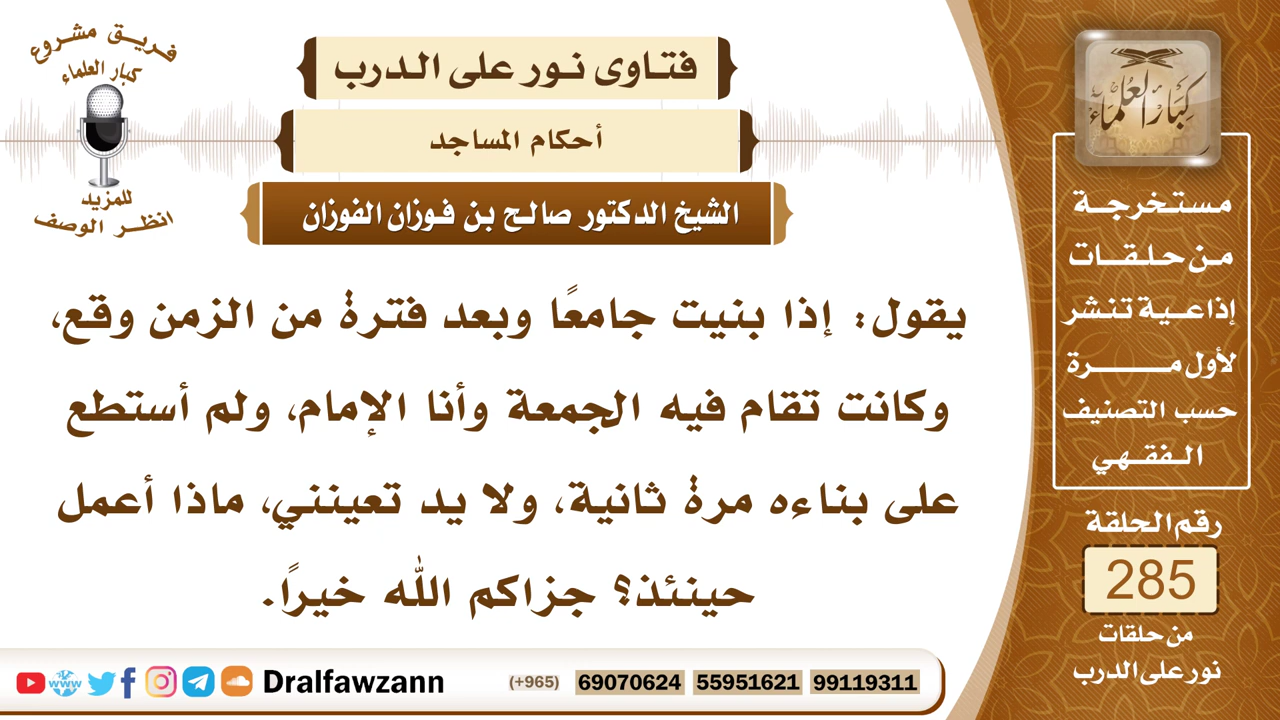 فريق مشروع
كبار العلماء
للمزيد
انظر الوصف
فتاوى نور على الدرب
أحكام المساجد
الشيخ الدكتور صالح بن فوزان الفوزان
يقول: إذا بنيت جامعًا وبعد فترة من الزمن وقع،
وكانت تقام فيه الجمعة وأنا الإمام، ولم أستطع
على بناءه مرة ثانية، ولا يد تعينني، ماذا أعمل
حينئذ؟ جزاكم الله خيرًا.
كبار العلماء
مستخرجة
من حلقات
إذاعية تنشر
لأول مرة
حسب التصنيف
الفقهي
رقم الحلقة
285
من حلقات
نور على الدرب
www
Dralfawzann
(+965) 69070624 55951621 99119311